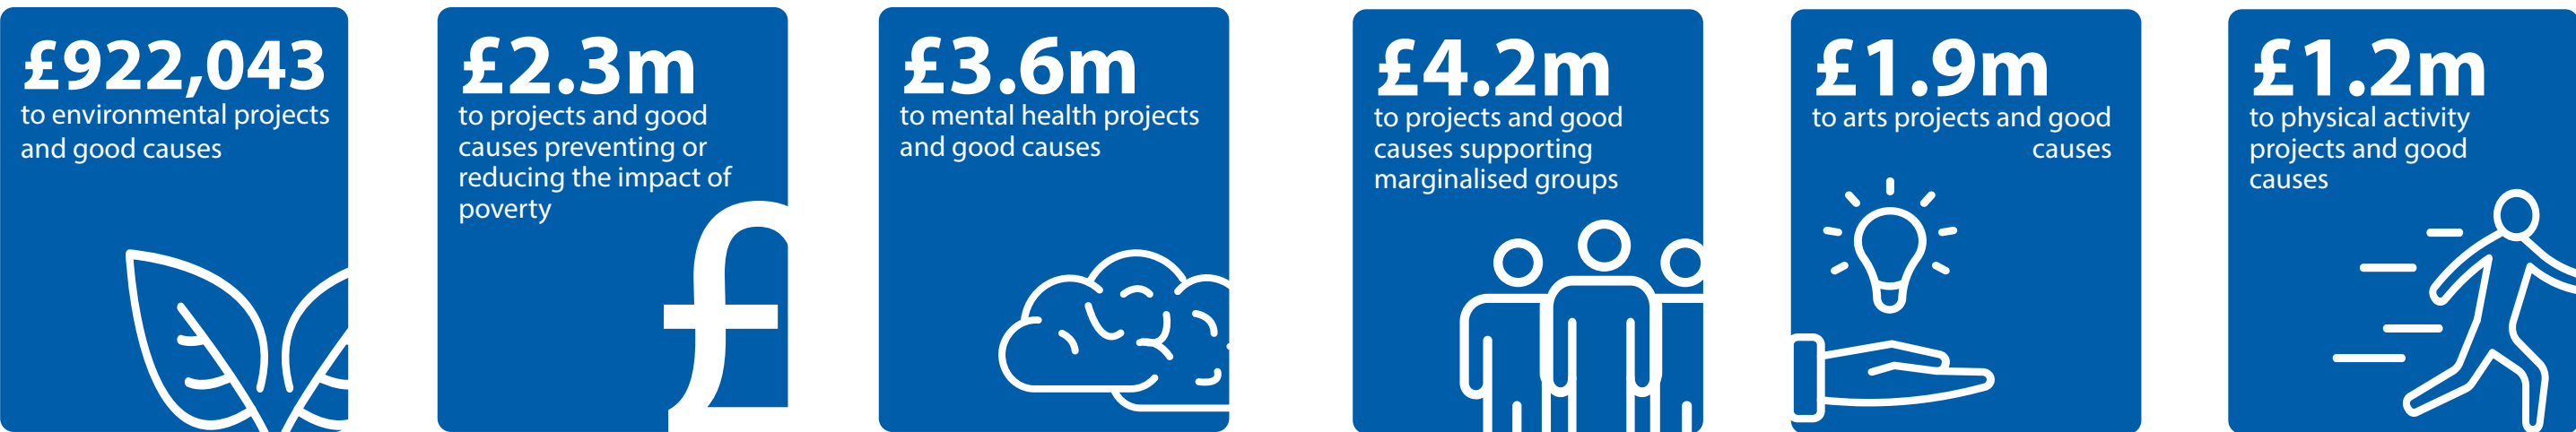 £922,043
to environmental projects
and good causes
£2.3m
to projects and good
causes preventing or
reducing the impact of
poverty
£3.6m
to mental health projects
and good causes
£4.2m
to projects and good
causes supporting
marginalised groups
£1.9m
to arts projects and good
causes
£1.2m
to physical activity
projects and good
causes